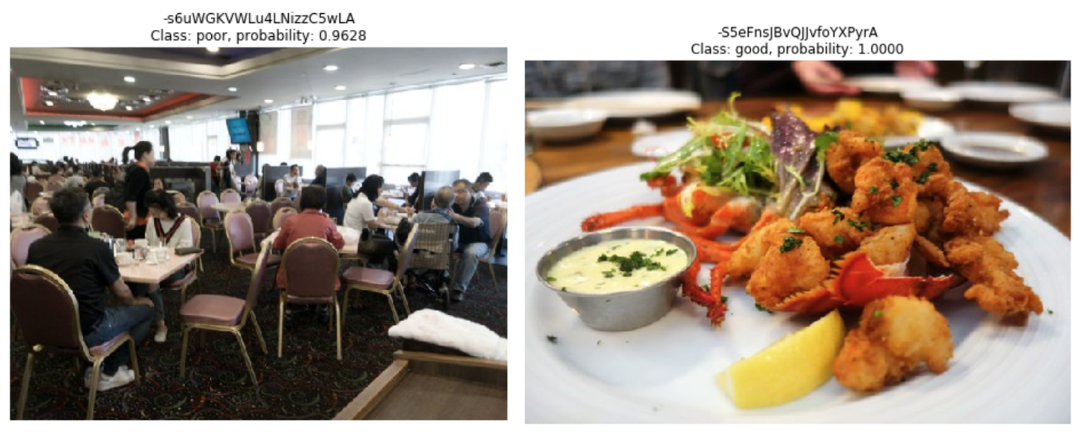 -s6uWGKVWLu4LNizzC5wLA
Class: poor, probability: 0.9628
-S5eFnsJBvQJJvfoYXPyrA
Class: good, probability: 1.0000